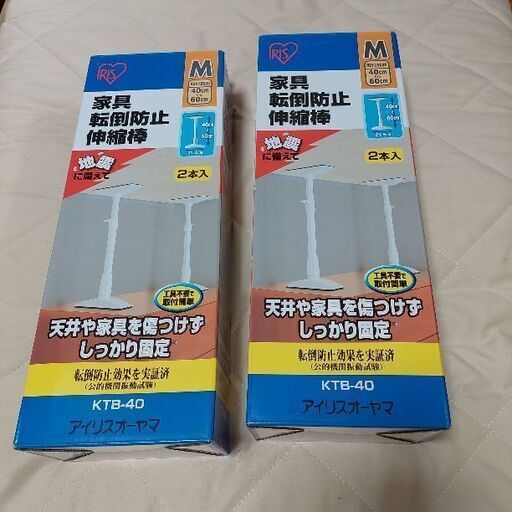 IRIS
M
40cm
60cm
家具
転倒防止
伸縮棒
40cm
60cm
地震
に備えて
2本入
工具不要で
取付簡単
天井や家具を傷つけず
しっかり固定
転倒防止効果を実証済
(公的機関振動試験)
KTB-40
アイリスオーヤマ
IRIS
M
40cm
60cm
家具
転倒防止
伸縮棒
40cm
60cm
地震
に備えて
2本入
工具不要で
取付簡単
天井や家具を傷つけず
しっかり固定
転倒防止効果を実証済
(公的機関振動試験)
KTB-40
アイリスオーヤマ